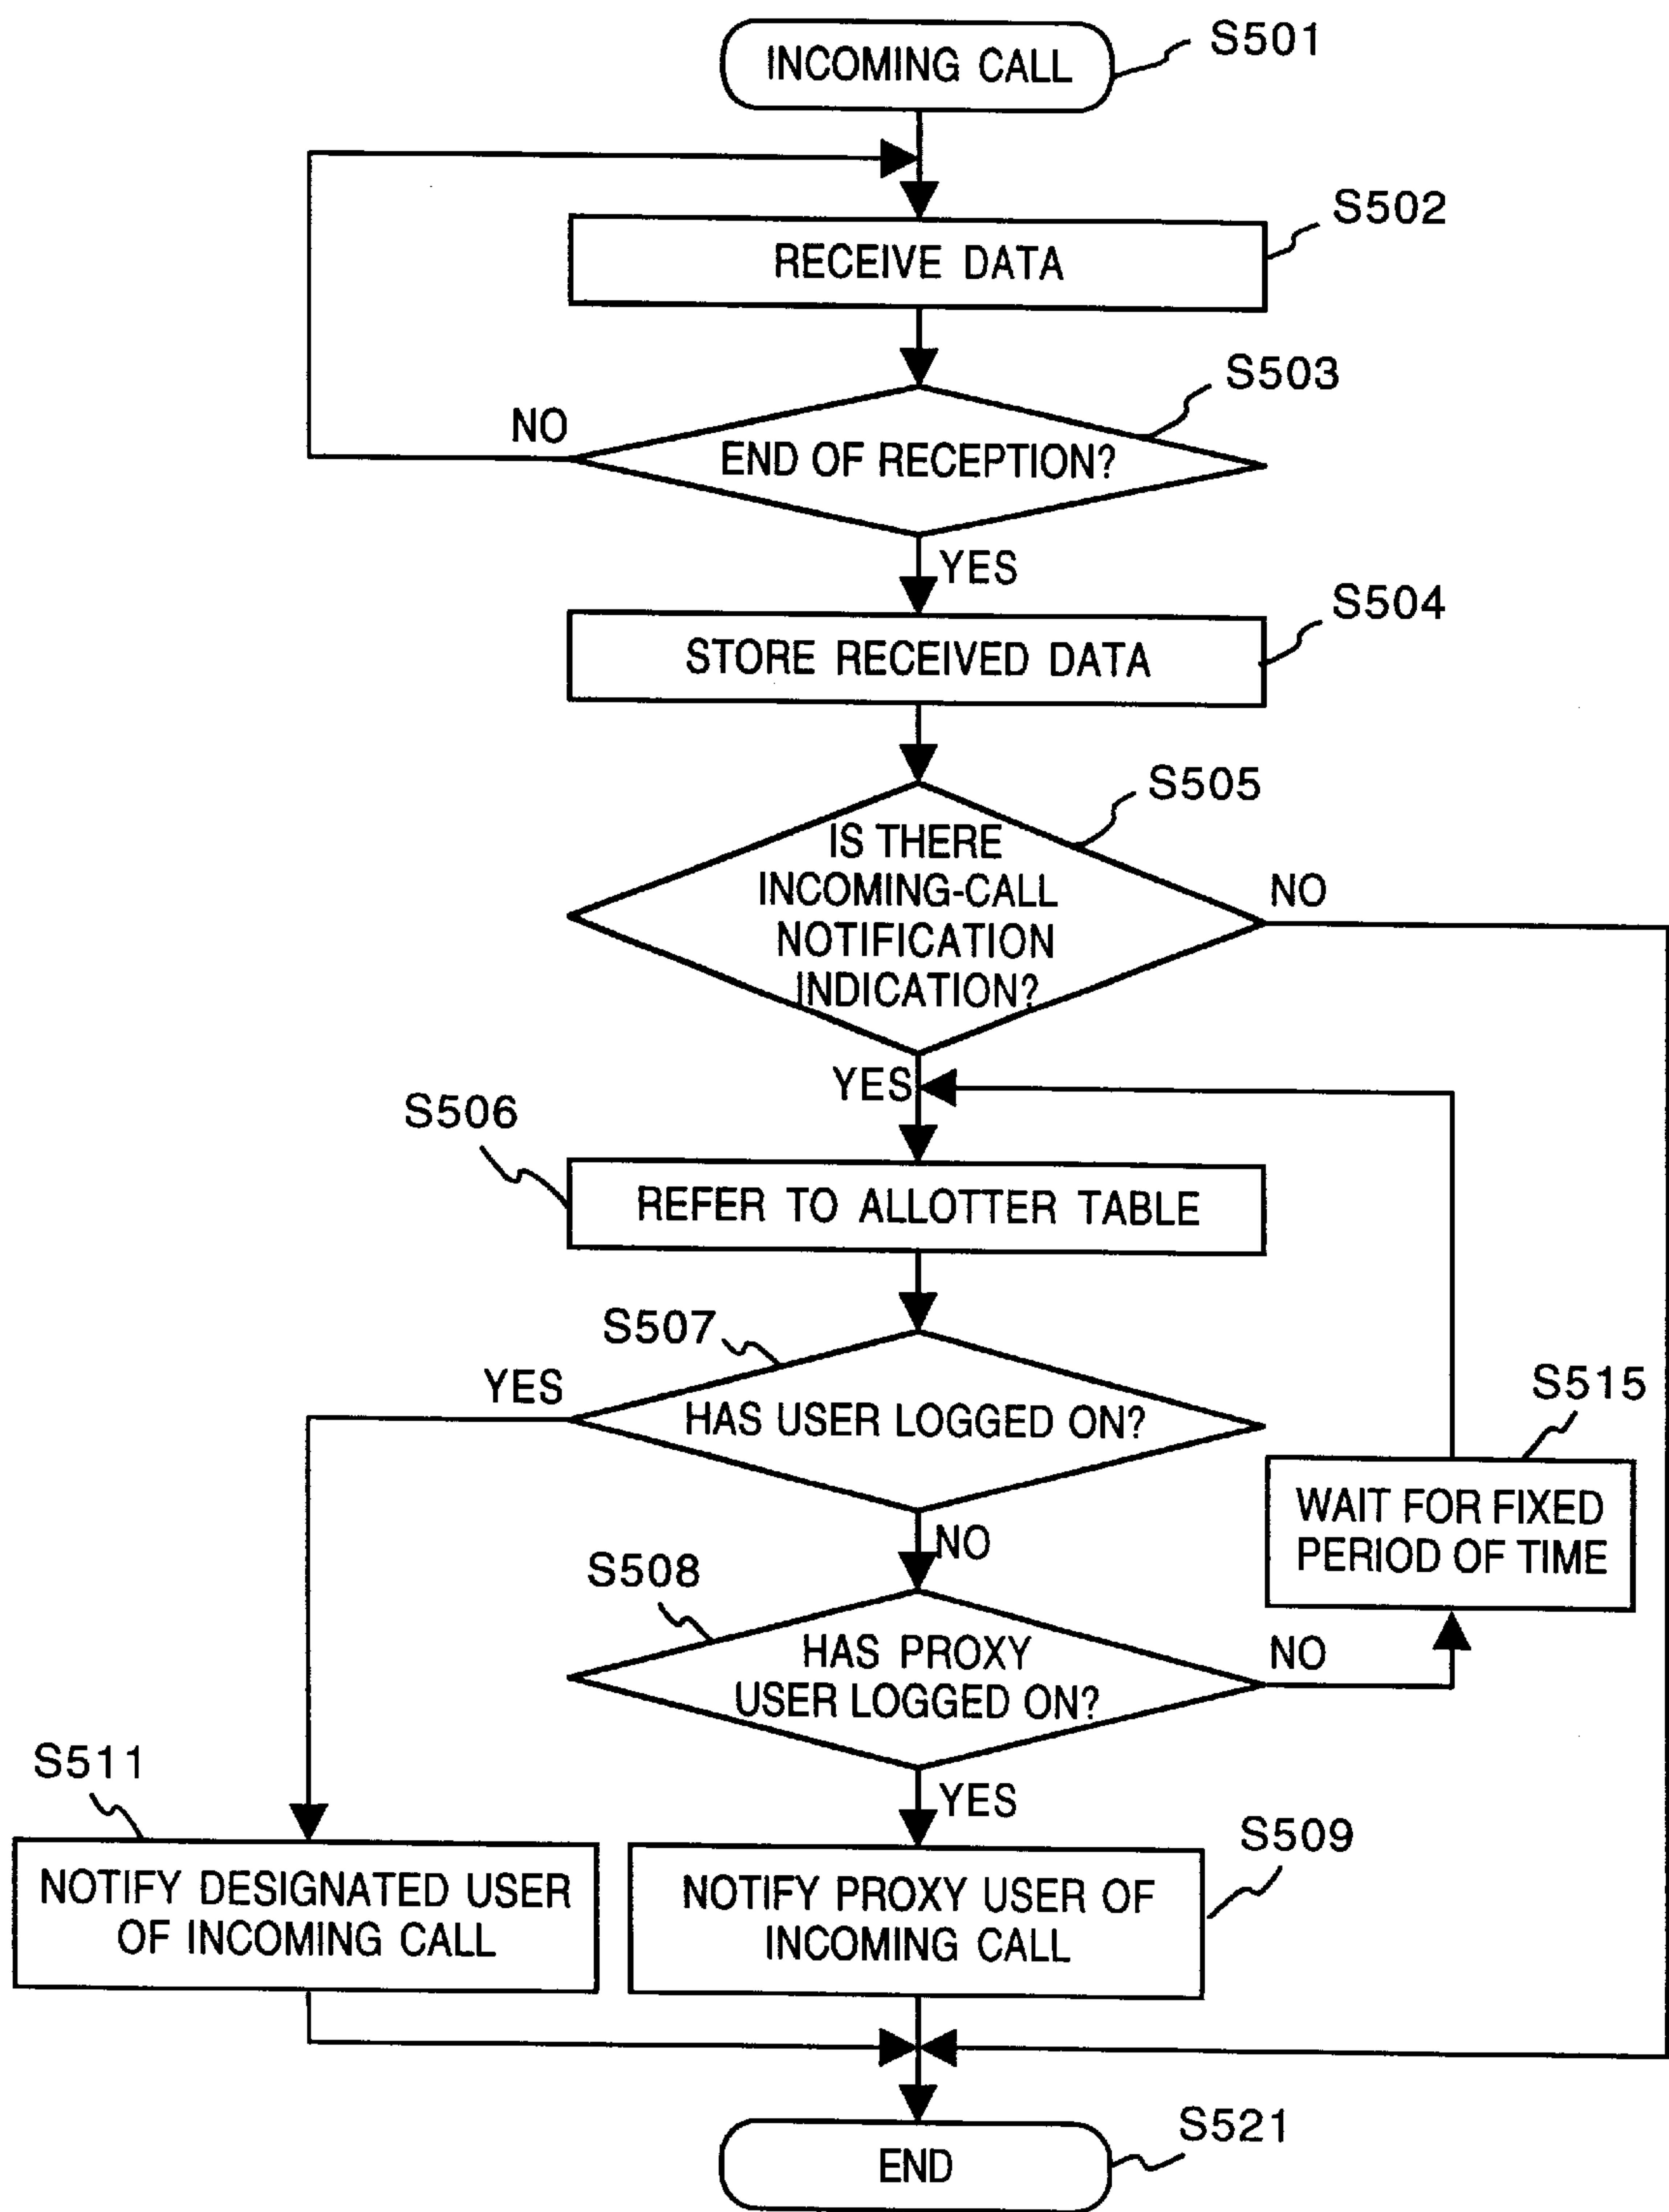 INCOMING CALL
S501
RECEIVE DATA
S502
END OF RECEPTION?
S503
NO
YES
STORE RECEIVED DATA
S504
IS THERE
INCOMING-CALL
NOTIFICATION
INDICATION?
S505
NO
YES
S506
REFER TO ALLOTTER TABLE
S507
YES
HAS USER LOGGED ON?
NO
S515
WAIT FOR FIXED
PERIOD OF TIME
S508
HAS PROXY
USER LOGGED ON?
NO
YES
S511
NOTIFY DESIGNATED USER
OF INCOMING CALL
S509
NOTIFY PROXY USER OF
INCOMING CALL
END
S521